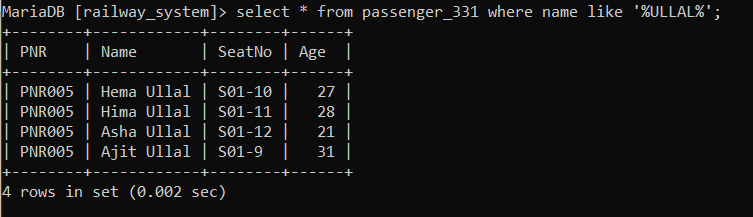 MariaDB [railway_system]> select * from passenger_331 where name like '%ULLAL%';
+--------+------------+--------+------+
| PNR    | Name       | SeatNo | Age  |
+--------+------------+--------+------+
| PNR005 | Hema Ullal | S01-10 |   27 |
| PNR005 | Hima Ullal | S01-11 |   28 |
| PNR005 | Asha Ullal | S01-12 |   21 |
| PNR005 | Ajit Ullal | S01-9  |   31 |
+--------+------------+--------+------+
4 rows in set (0.002 sec)